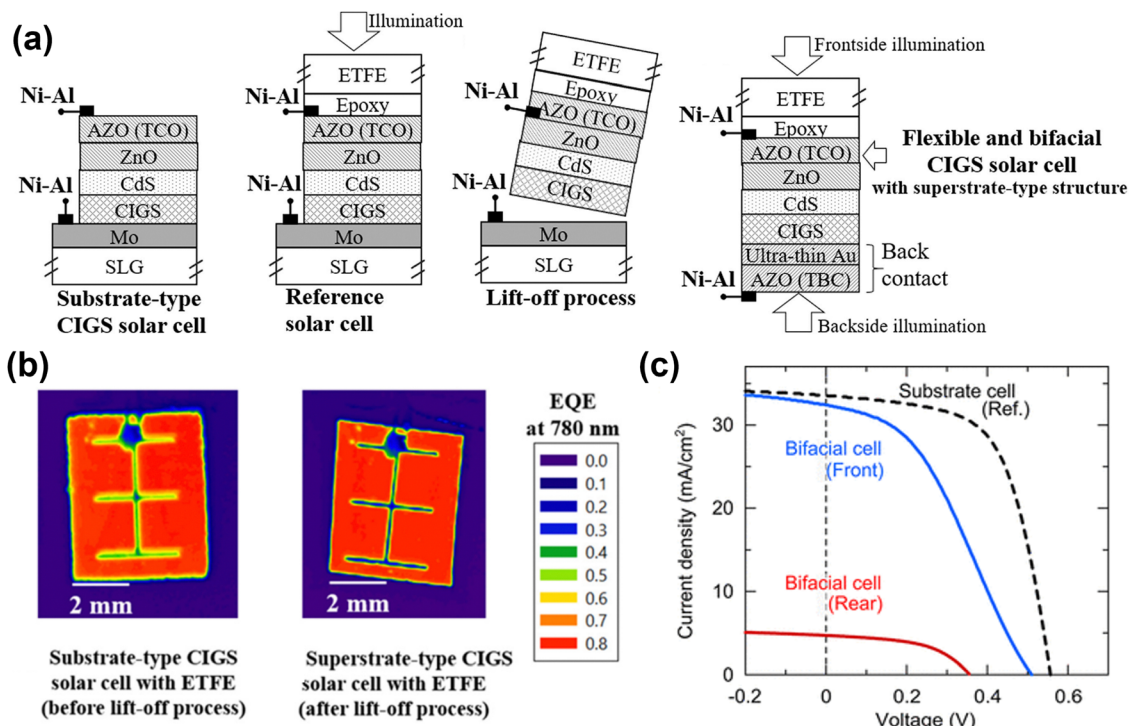 (a)
Ni-Al
AZO (TCO)
ZnO
CdS
Ni-Al
CIGS
Mo
SLG
Substrate-type
CIGS solar cell
Illumination
ETFE
Ni-Al
Epoxy
AZO (TCO)
ZnO
CdS
Ni-Al
CIGS
Mo
SLG
Reference
solar cell
ETFE
Epoxy
Ni-Al
AZO (TCO)
ZnO
CdS
CIGS
Ni-Al
Mo
SLG
Lift-off process
Frontside illumination
ETFE
Ni-Al
Epoxy
AZO (TCO)
ZnO
CdS
CIGS
Ultra-thin Au
AZO (TBC)
Ni-Al
Back
contact
Backside illumination
Flexible and bifacial
CIGS solar cell
with superstrate-type structure
(b)
2 mm
Substrate-type CIGS
solar cell with ETFE
(before lift-off process)
2 mm
Superstrate-type CIGS
solar cell with ETFE
(after lift-off process)
EQE
at 780 nm
0.0
0.1
0.2
0.3
0.4
0.5
0.6
0.7
0.8
(c)
Current density (mA/cm²)
30
20
10
0
Substrate cell
(Ref.)
Bifacial cell
(Front)
Bifacial cell
(Rear)
-0.2 0 0.2 0.4 0.6
Voltage (V)